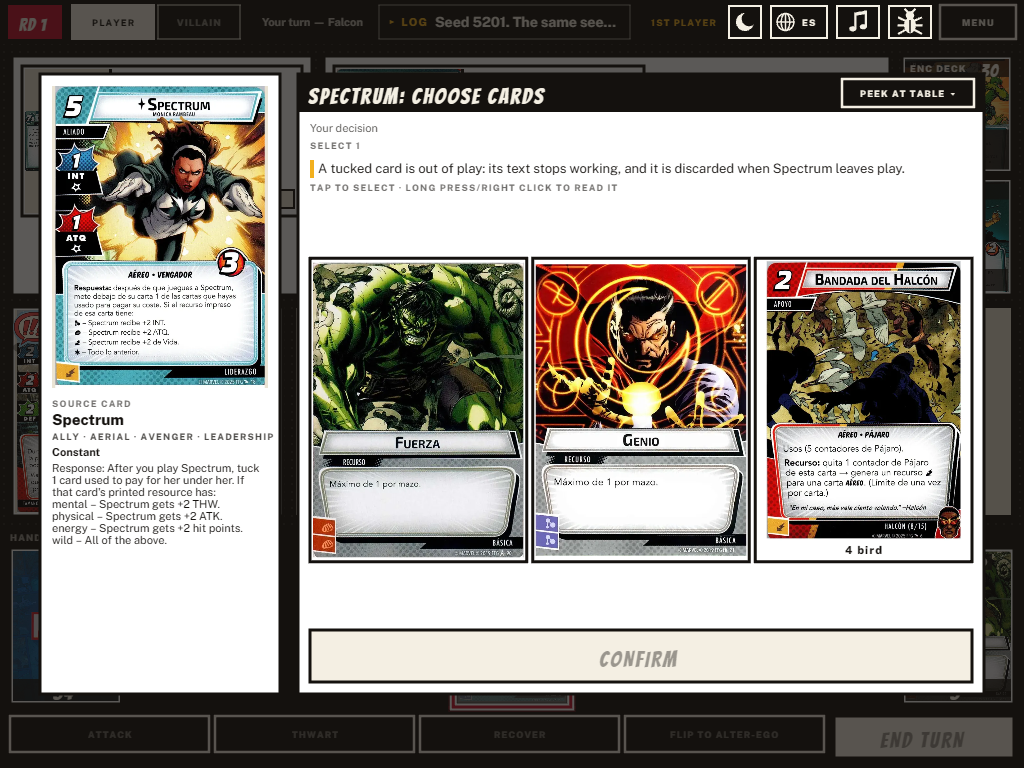 RD 1
PLAYER
VILLAIN
Your turn — Falcon
LOG Seed 5201. The same see...
1ST PLAYER
ES
MENU
ENC DECK
SPECTRUM: CHOOSE CARDS
PEEK AT TABLE
Your decision
SELECT 1
A tucked card is out of play: its text stops working, and it is discarded when Spectrum leaves play.
TAP TO SELECT · LONG PRESS/RIGHT CLICK TO READ IT
5
SPECTRUM
MONICA RAMBEAU
ALIADO
1
INT
1
ATQ
3
AÉREO • VENGADOR
Respuesta: después de que juegues a Spectrum,
mete debajo de su carta 1 de las cartas que hayas
usado para pagar su coste. Si el recurso impreso
de esa carta tiene:
– Spectrum recibe +2 INT.
– Spectrum recibe +2 ATQ.
– Spectrum recibe +2 de Vida.
– Todo lo anterior.
LIDERAZGO
SOURCE CARD
Spectrum
ALLY · AERIAL · AVENGER · LEADERSHIP
Constant
Response: After you play Spectrum, tuck
1 card used to pay for her under her. If
that card's printed resource has:
mental – Spectrum gets +2 THW.
physical – Spectrum gets +2 ATK.
energy – Spectrum gets +2 hit points.
wild – All of the above.
FUERZA
RECURSO
Máximo de 1 por mazo.
BÁSICA
GENIO
RECURSO
Máximo de 1 por mazo.
BÁSICA
2
BANDADA DEL HALCÓN
APOYO
AÉREO • PÁJARO
Usos (5 contadores de Pájaro).
Recurso: quita 1 contador de Pájaro
de esta carta → genera un recurso
para una carta AÉREO. (Límite de una vez
por carta.)
"En mi caso, más vale ciento volando." –Halcón
HALCÓN (8/15)
4 bird
CONFIRM
HAND
ATTACK
THWART
RECOVER
FLIP TO ALTER-EGO
END TURN